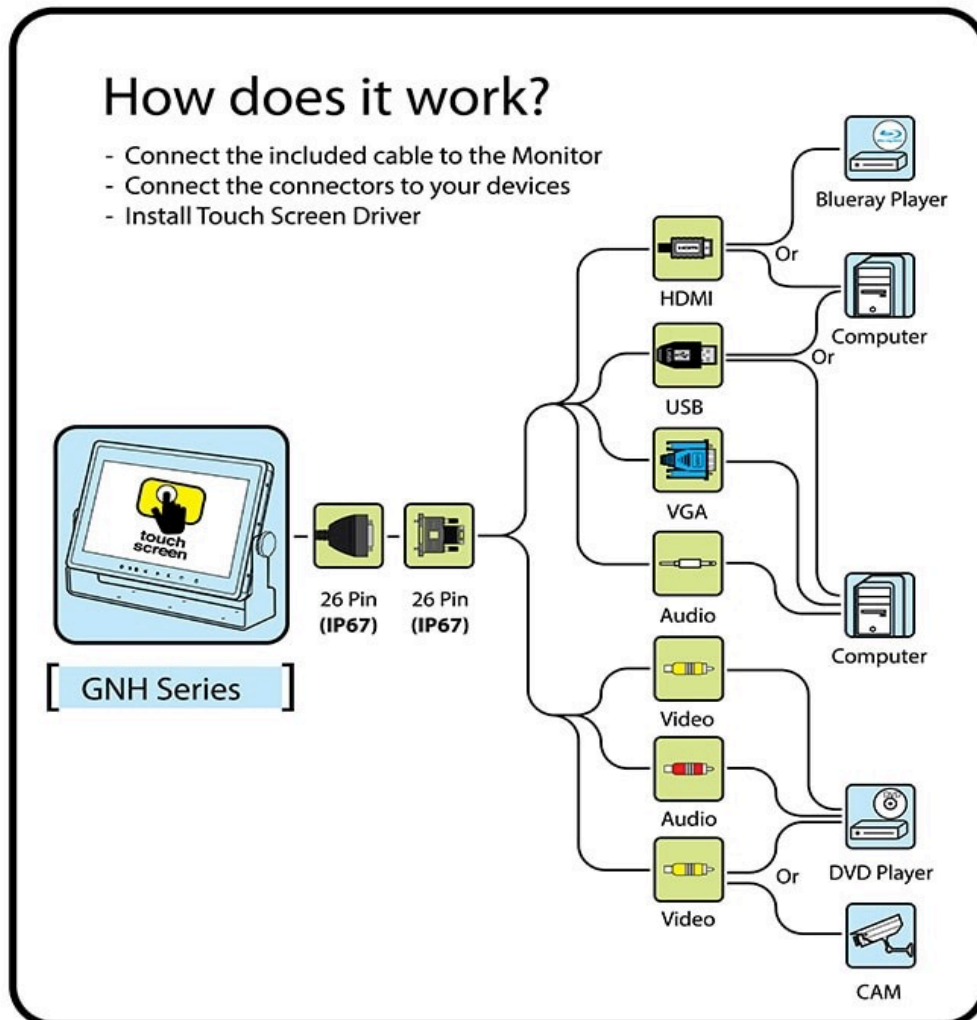 How does it work?
- Connect the included cable to the Monitor
- Connect the connectors to your devices
- Install Touch Screen Driver
Blueray Player
Or
HDMI
Computer
Or
USB
touch
screen
VGA
26 Pin
(IP67)
26 Pin
(IP67)
Audio
Computer
[ GNH Series ]
Video
Audio
DVD
DVD Player
Or
Video
CAM